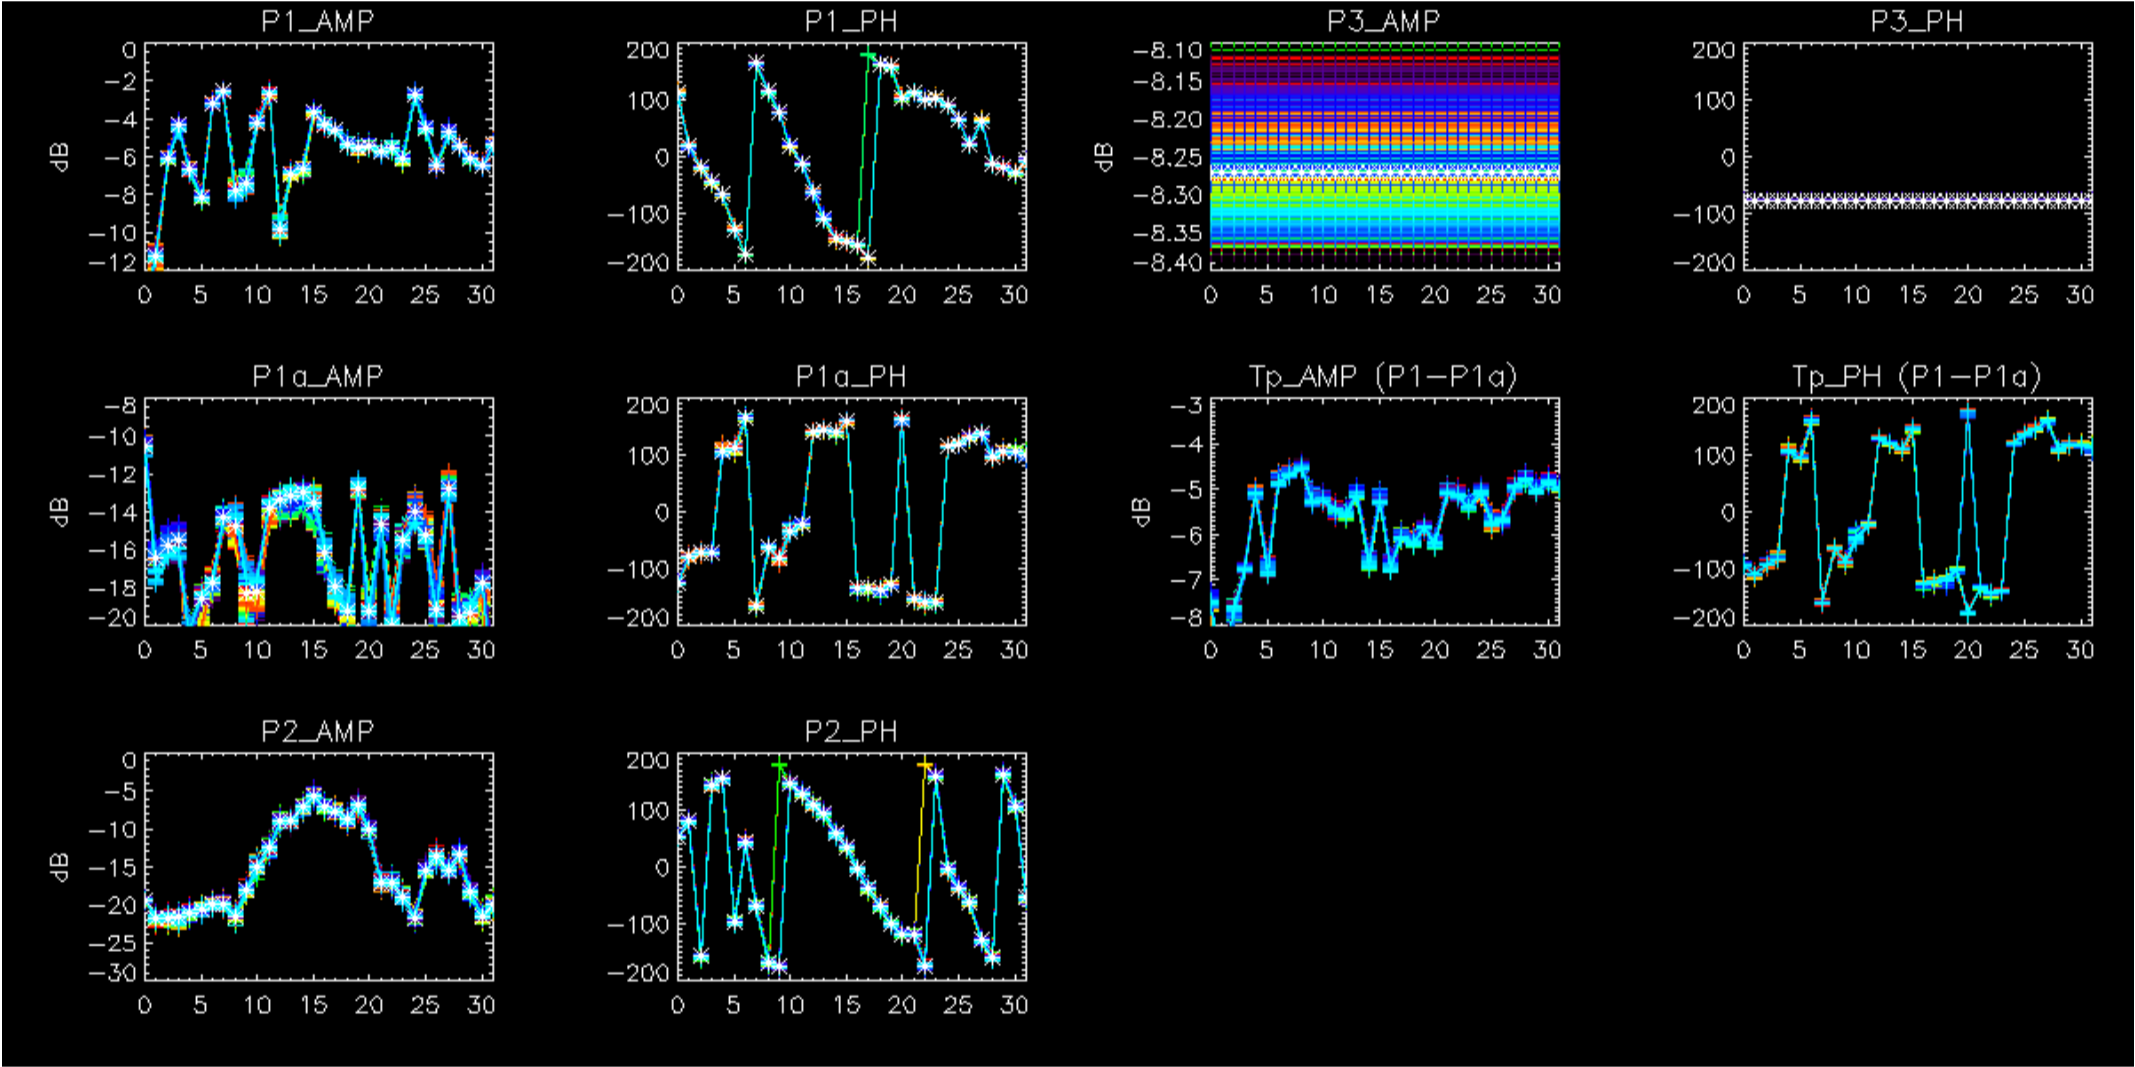 P1_AMP
0
−2
−4
−6
−8
−10
−12
dB
0 5 10 15 20 25 30
P1_PH
200
100
0
−100
−200
0 5 10 15 20 25 30
P3_AMP
−8.10
−8.15
−8.20
−8.25
−8.30
−8.35
−8.40
dB
0 5 10 15 20 25 30
P3_PH
200
100
0
−100
−200
0 5 10 15 20 25 30
P1a_AMP
−8
−10
−12
−14
−16
−18
−20
dB
0 5 10 15 20 25 30
P1a_PH
200
100
0
−100
−200
0 5 10 15 20 25 30
Tp_AMP (P1−P1a)
−3
−4
−5
−6
−7
−8
dB
0 5 10 15 20 25 30
Tp_PH (P1−P1a)
200
100
0
−100
−200
0 5 10 15 20 25 30
P2_AMP
0
−5
−10
−15
−20
−25
−30
dB
0 5 10 15 20 25 30
P2_PH
200
100
0
−100
−200
0 5 10 15 20 25 30